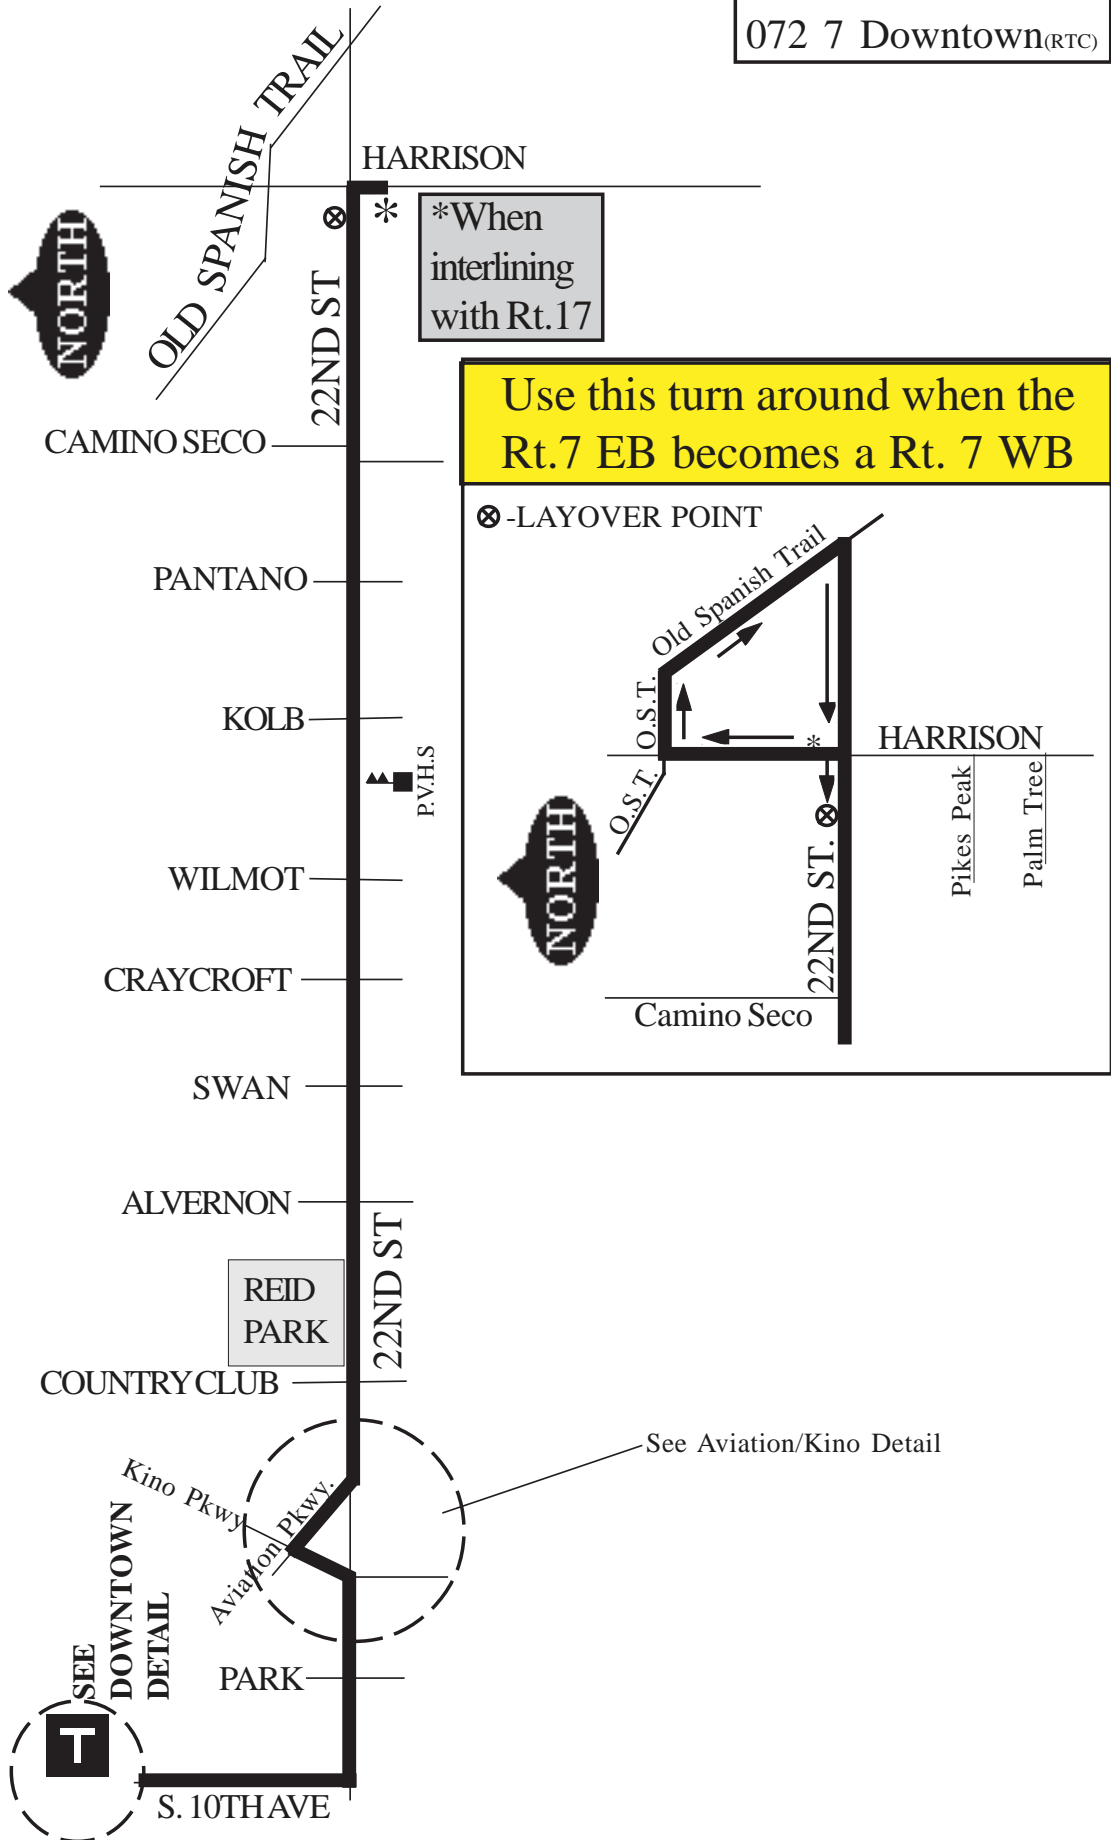 072 7 Downtown(RTC)
OLD SPANISH TRAIL
HARRISON
*
*When
interlining
with Rt.17
NORTH
22ND ST
CAMINO SECO
Use this turn around when the
Rt.7 EB becomes a Rt. 7 WB
-LAYOVER POINT
Old Spanish Trail
O.S.T.
*
HARRISON
O.S.T.
Pikes Peak
Palm Tree
NORTH
22ND ST.
Camino Seco
PANTANO
KOLB
P.V.H.S
WILMOT
CRAYCROFT
SWAN
ALVERNON
22ND ST
REID
PARK
COUNTRY CLUB
See Aviation/Kino Detail
Kino Pkwy
Aviation Pkwy.
SEE
DOWNTOWN
DETAIL
PARK
T
S. 10TH AVE